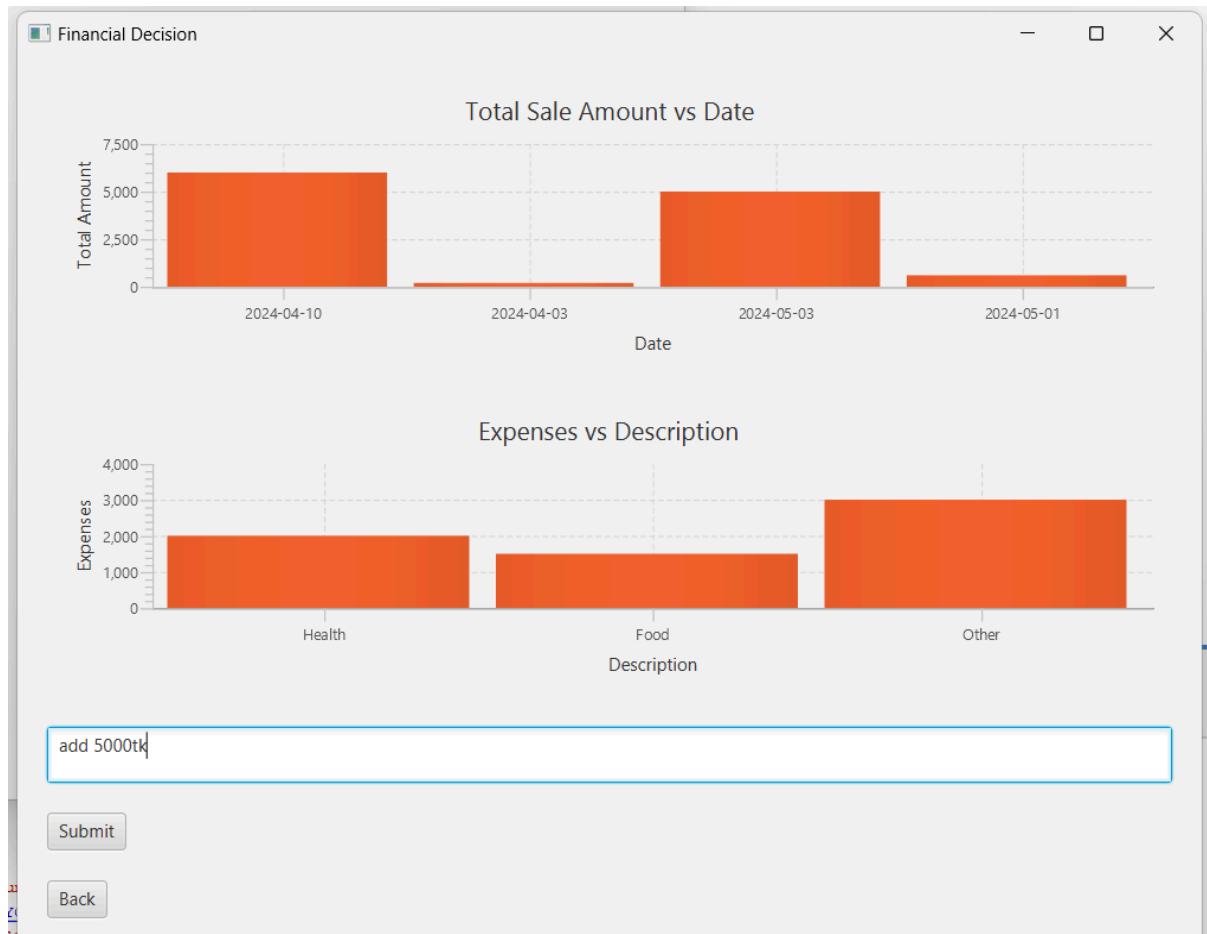 Financial Decision
Total Sale Amount vs Date
Total Amount
7,500
5,000
2,500
0
2024-04-10 2024-04-03 2024-05-03 2024-05-01
Date
Expenses vs Description
Expenses
4,000
3,000
2,000
1,000
0
Health Food Other
Description
add 5000tk
Submit
Back